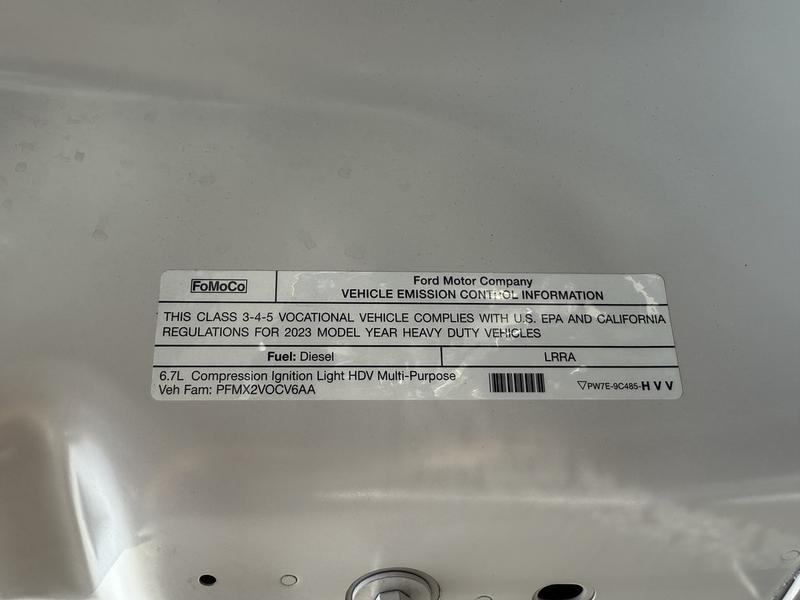 FoMoCo
Ford Motor Company
VEHICLE EMISSION CONTROL INFORMATION
THIS CLASS 3-4-5 VOCATIONAL VEHICLE COMPLIES WITH U.S. EPA AND CALIFORNIA
REGULATIONS FOR 2023 MODEL YEAR HEAVY DUTY VEHICLES
Fuel: Diesel
LRRA
6.7L Compression Ignition Light HDV Multi-Purpose
Veh Fam: PFMX2VOCV6AA
▽PW7E-9C485-HVV